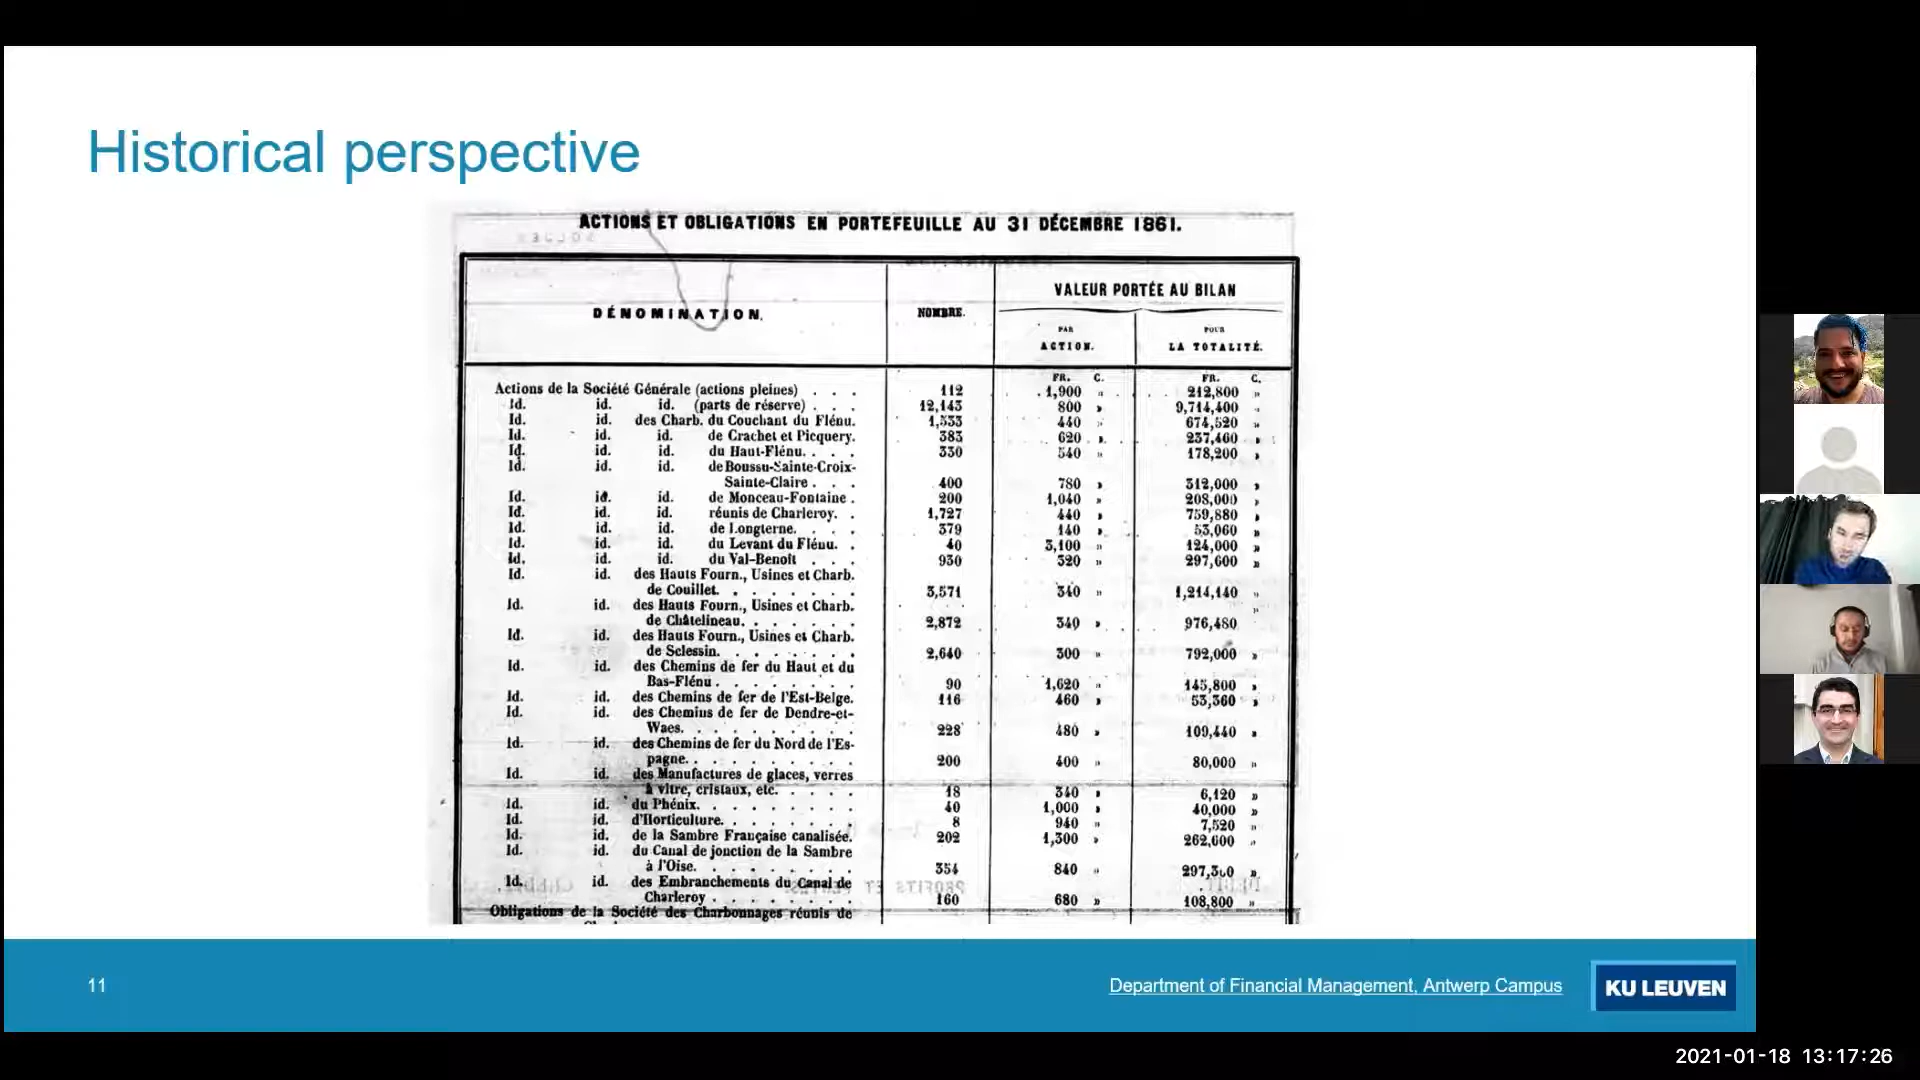 Historical perspective
ACTIONS ET OBLIGATIONS EN PORTEFEUILLE AU 31 DÉCEMBRE 1861.
DÉNOMINATION. NOMBRE. VALEUR PORTÉE AU BILAN
PAR ACTION. POUR LA TOTALITÉ.
FR. C. FR. C.
Actions de la Société Générale (actions pleines) . . . 112 1,900 » 212,800 »
Id. id. id. (parts de réserve) . . . 12,143 800 » 9,714,400 »
Id. id. des Charb. du Couchant du Flénu. 1,533 440 » 674,520 »
Id. id. id. de Crachet et Picquery. 383 620 » 237,460 »
Id. id. id. du Haut-Flénu. . . . 330 540 » 178,200 »
Id. id. id. de Boussu-Sainte-Croix-
Sainte-Claire . . . 400 780 » 312,000 »
Id. id. id. de Monceau-Fontaine . 200 1,040 » 208,000 »
Id. id. id. réunis de Charleroy. . 1,727 440 » 759,880 »
Id. id. id. de Longterne. . . . 379 140 » 53,060 »
Id. id. id. du Levant du Flénu. . 40 3,100 » 124,000 »
Id. id. id. du Val-Benoît . . . 930 320 » 297,600 »
Id. id. des Hauts Fourn., Usines et Charb.
de Couillet. . . . . . . . 3,571 340 » 1,214,140 »
Id. id. des Hauts Fourn., Usines et Charb.
de Châtelineau. . . . . . . 2,872 340 » 976,480 »
Id. id. des Hauts Fourn., Usines et Charb.
de Sclessin. . . . . . . . 2,640 300 » 792,000 »
Id. id. des Chemins de fer du Haut et du
Bas-Flénu . . . . . . . . 90 1,620 » 145,800 »
Id. id. des Chemins de fer de l'Est-Belge. 116 460 » 53,360 »
Id. id. des Chemins de fer de Dendre-et-
Waes. . . . . . . . . . 228 480 » 109,440 »
Id. id. des Chemins de fer du Nord de l'Es-
pagne. . . . . . . . . . 200 400 » 80,000 »
Id. id. des Manufactures de glaces, verres
à vitre, cristaux, etc. . . . . 18 340 » 6,120 »
Id. id. du Phénix. . . . . . . . . 40 1,000 » 40,000 »
Id. id. d'Horticulture. . . . . . . . 8 940 » 7,520 »
Id. id. de la Sambre Française canalisée. 202 1,300 » 262,600 »
Id. id. du Canal de jonction de la Sambre
à l'Oise. . . . . . . . . 354 840 » 297,360 »
Id. id. des Embranchements du Canal de
Charleroy . . . . . . . . 160 680 » 108,800 »
Obligations de la Société des Charbonnages réunis de
11
Department of Financial Management, Antwerp Campus
KU LEUVEN
2021-01-18 13:17:26